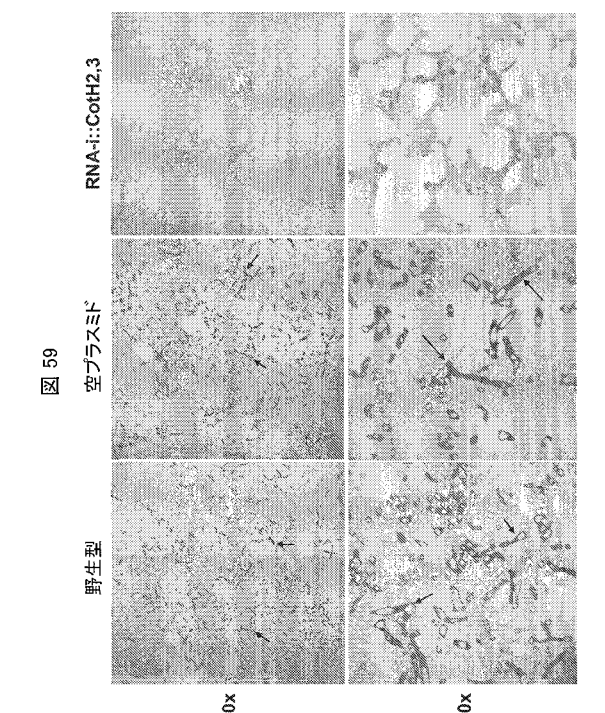 図 59
野生型
空プラスミド
RNA-i::CotH2,3
0x
0x